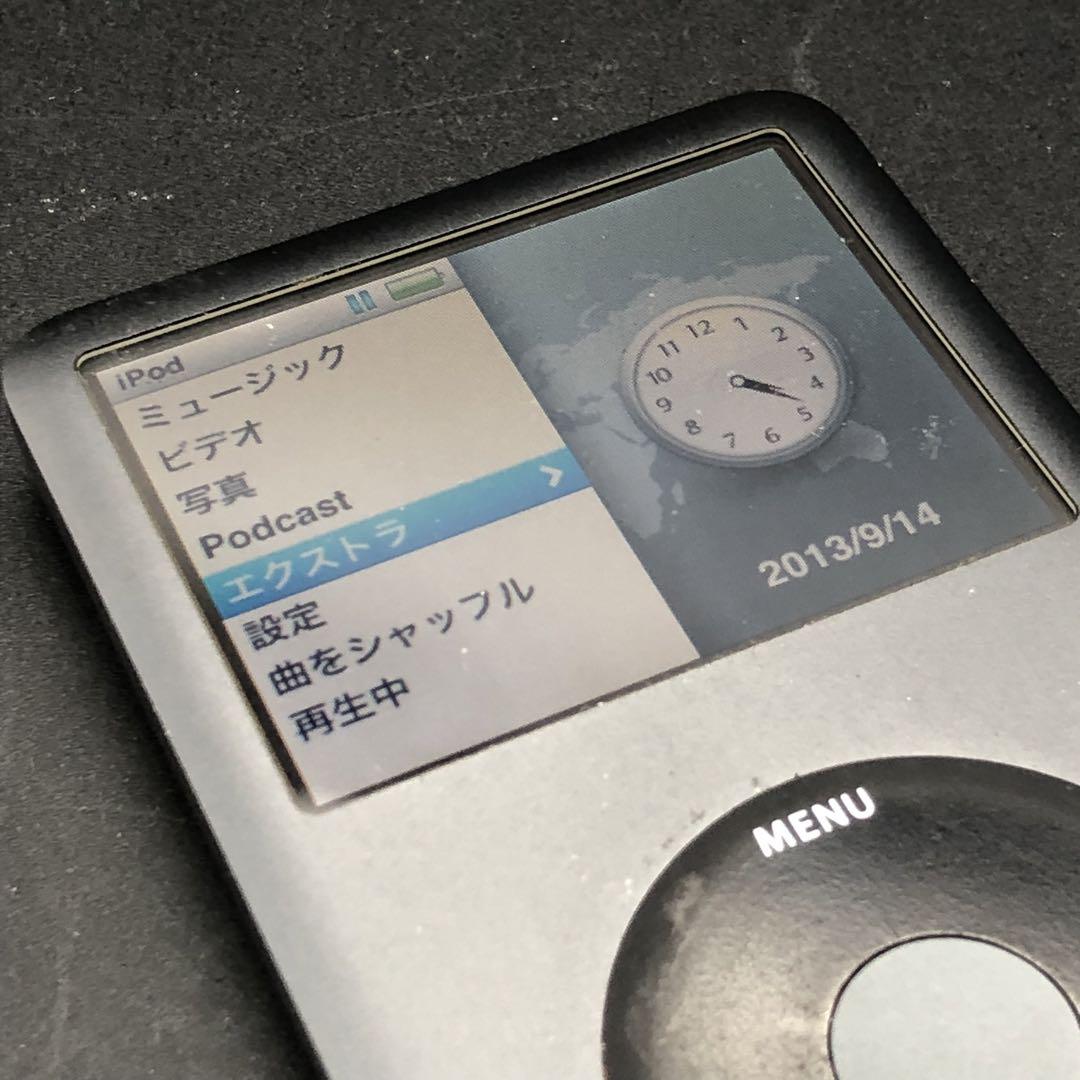 iPod
ミュージック
ビデオ
写真
Podcast
エクストラ
設定
曲をシャッフル
再生中
12
1
2
3
4
5
6
7
8
9
10
11
2013/9/14
MENU